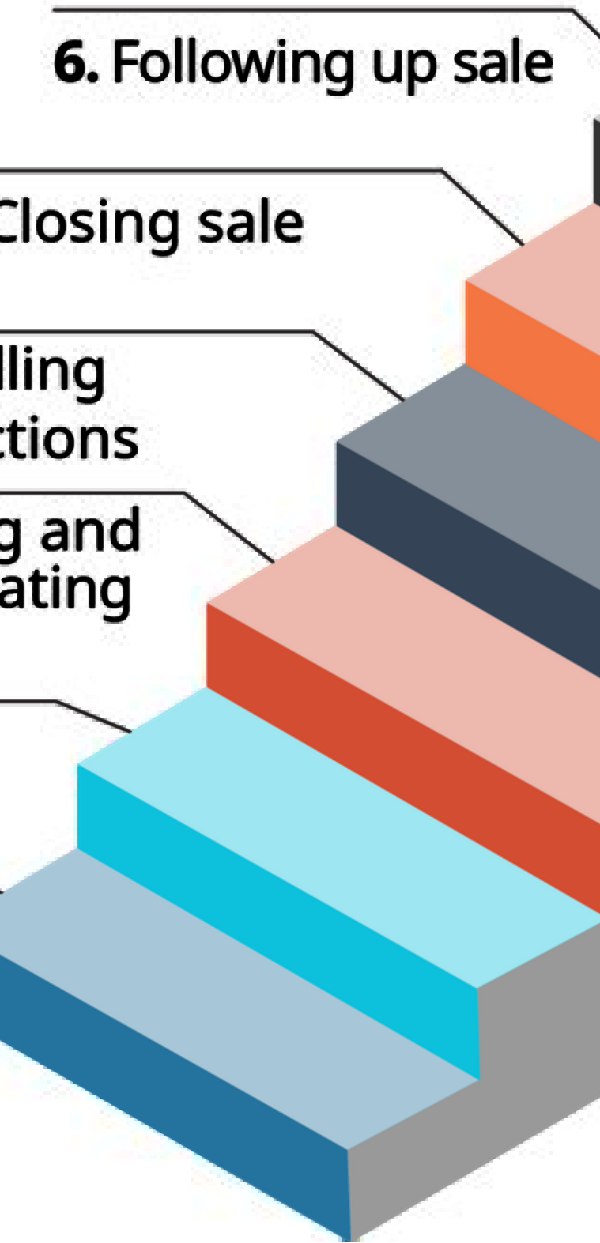 6. Following up sale
Closing sale
lling
ctions
g and
ating